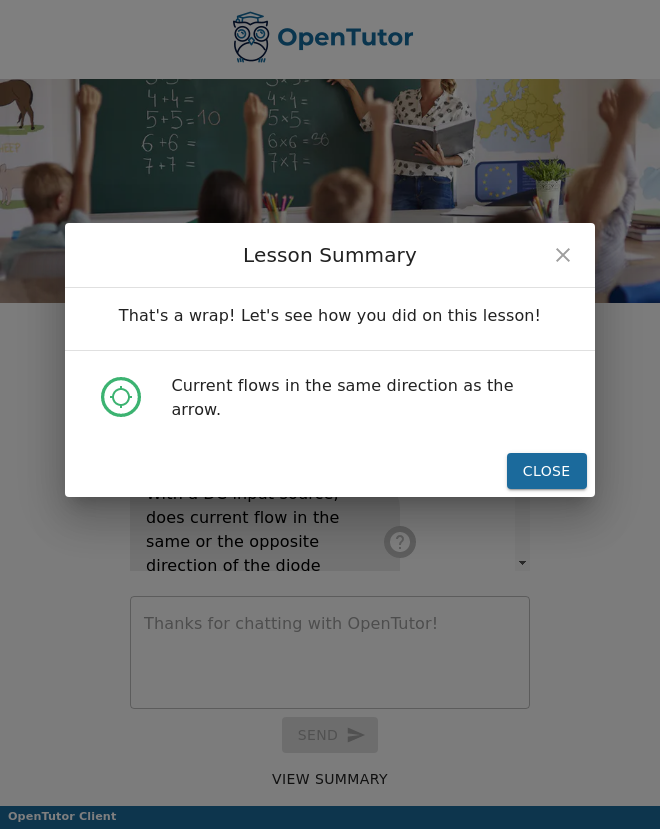 OpenTutor
4+4=
4×4=
5+5=10
5×5=
6+6=
6×6=36
7+7=
7×7=
Lesson Summary
That's a wrap! Let's see how you did on this lesson!
Current flows in the same direction as the
arrow.
CLOSE
With a DC input source,
does current flow in the
same or the opposite
direction of the diode
Thanks for chatting with OpenTutor!
SEND
VIEW SUMMARY
OpenTutor Client